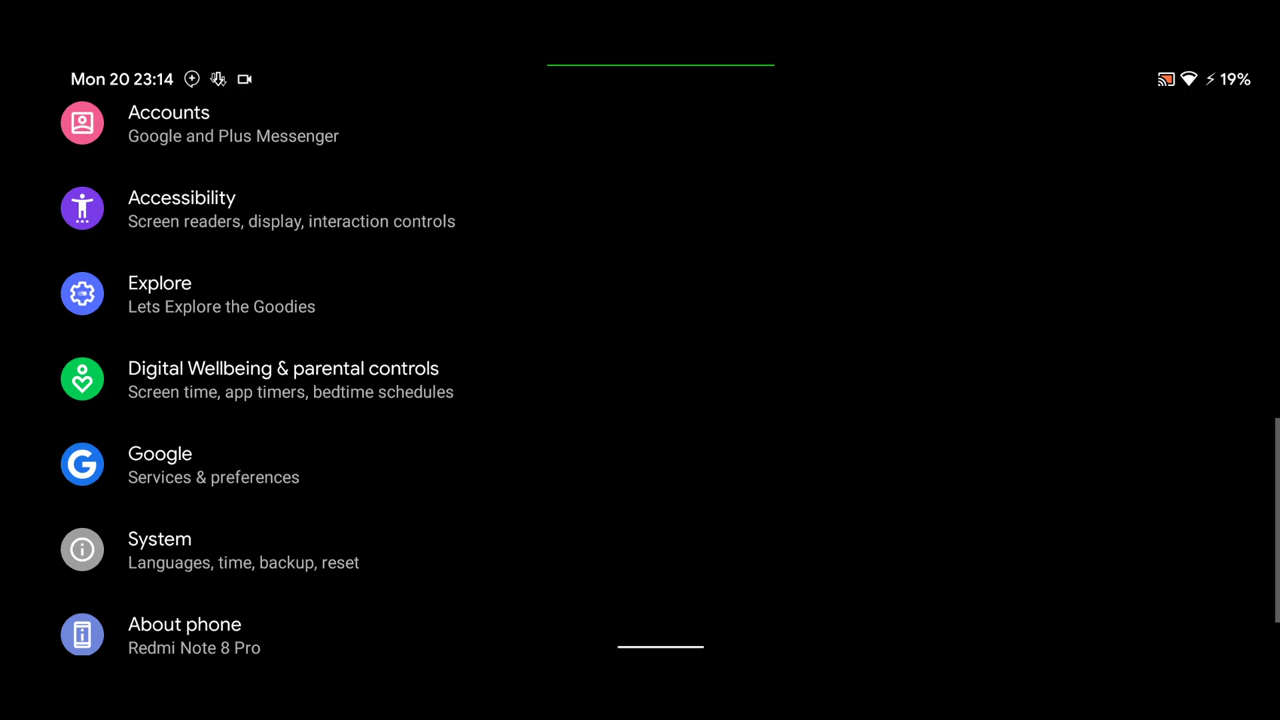 Mon 20 23:14
19%
Accounts
Google and Plus Messenger
Accessibility
Screen readers, display, interaction controls
Explore
Lets Explore the Goodies
Digital Wellbeing & parental controls
Screen time, app timers, bedtime schedules
Google
Services & preferences
System
Languages, time, backup, reset
About phone
Redmi Note 8 Pro